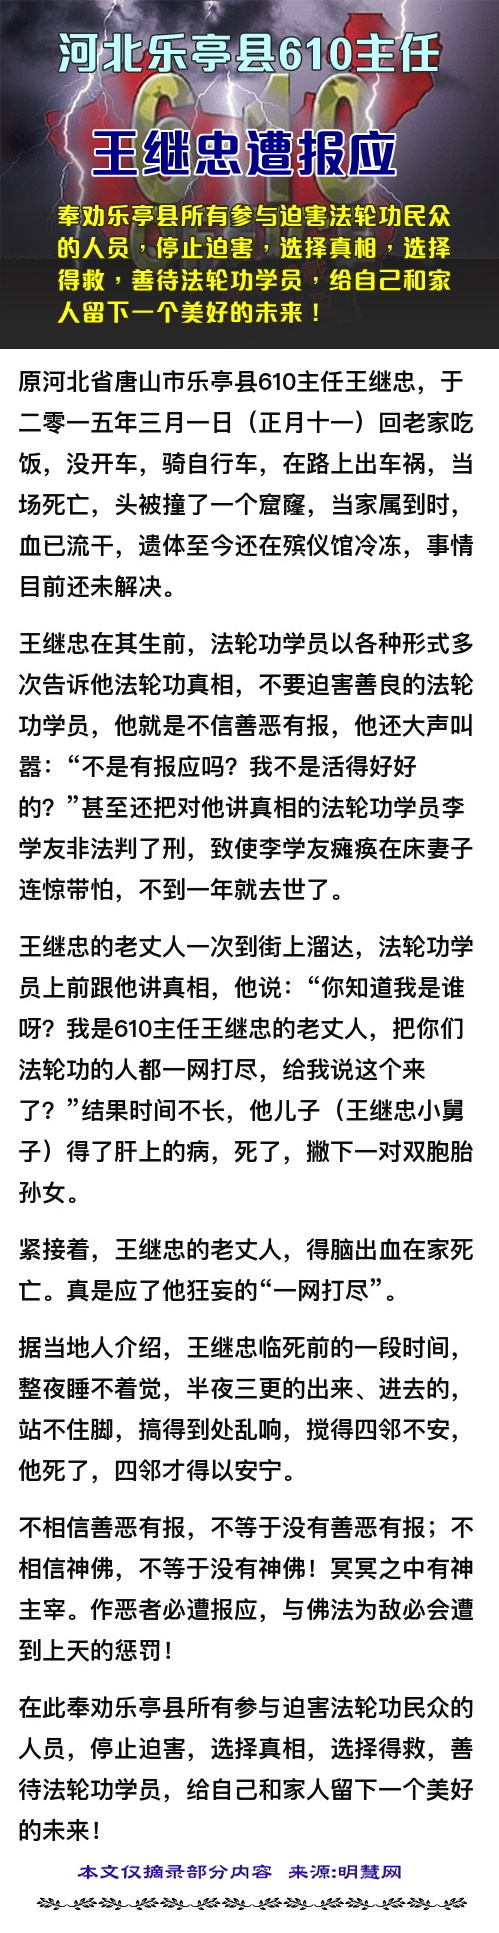 河北乐亭县610主任
王继忠遭报应
奉劝乐亭县所有参与迫害法轮功民众
的人员，停止迫害，选择真相，选择
得救，善待法轮功学员，给自己和家
人留下一个美好的未来！
原河北省唐山市乐亭县610主任王继忠，于
二零一五年三月一日（正月十一）回老家吃
饭，没开车，骑自行车，在路上出车祸，当
场死亡，头被撞了一个窟窿，当家属到时，
血已流干，遗体至今还在殡仪馆冷冻，事情
目前还未解决。
王继忠在其生前，法轮功学员以各种形式多
次告诉他法轮功真相，不要迫害善良的法轮
功学员，他就是不信善恶有报，他还大声叫
嚣：“不是有报应吗？我不是活得好好
的？”甚至还把对他讲真相的法轮功学员李
学友非法判了刑，致使李学友瘫痪在床妻子
连惊带怕，不到一年就去世了。
王继忠的老丈人一次到街上溜达，法轮功学
员上前跟他讲真相，他说：“你知道我是谁
呀？我是610主任王继忠的老丈人，把你们
法轮功的人都一网打尽，给我说这个来
了？”结果时间不长，他儿子（王继忠小舅
子）得了肝上的病，死了，撇下一对双胞胎
孙女。
紧接着，王继忠的老丈人，得脑出血在家死
亡。真是应了他狂妄的“一网打尽”。
据当地人介绍，王继忠临死前的一段时间，
整夜睡不着觉，半夜三更的出来、进去的，
站不住脚，搞得到处乱响，搅得四邻不安，
他死了，四邻才得以安宁。
不相信善恶有报，不等于没有善恶有报；不
相信神佛，不等于没有神佛！冥冥之中有神
主宰。作恶者必遭报应，与佛法为敌必会遭
到上天的惩罚！
在此奉劝乐亭县所有参与迫害法轮功民众的
人员，停止迫害，选择真相，选择得救，善
待法轮功学员，给自己和家人留下一个美好
的未来！
本文仅摘录部分内容 来源:明慧网